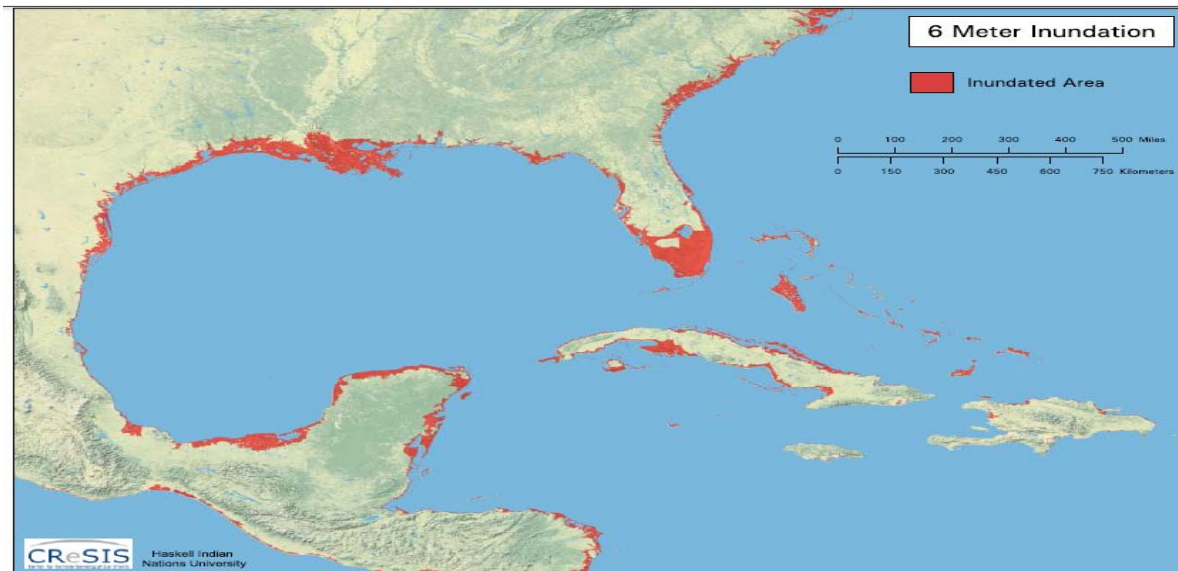 6 Meter Inundation
Inundated Area
0 100 200 300 400 500 Miles
0 150 300 450 600 750 Kilometers
CReSIS
Haskell Indian
Nations University